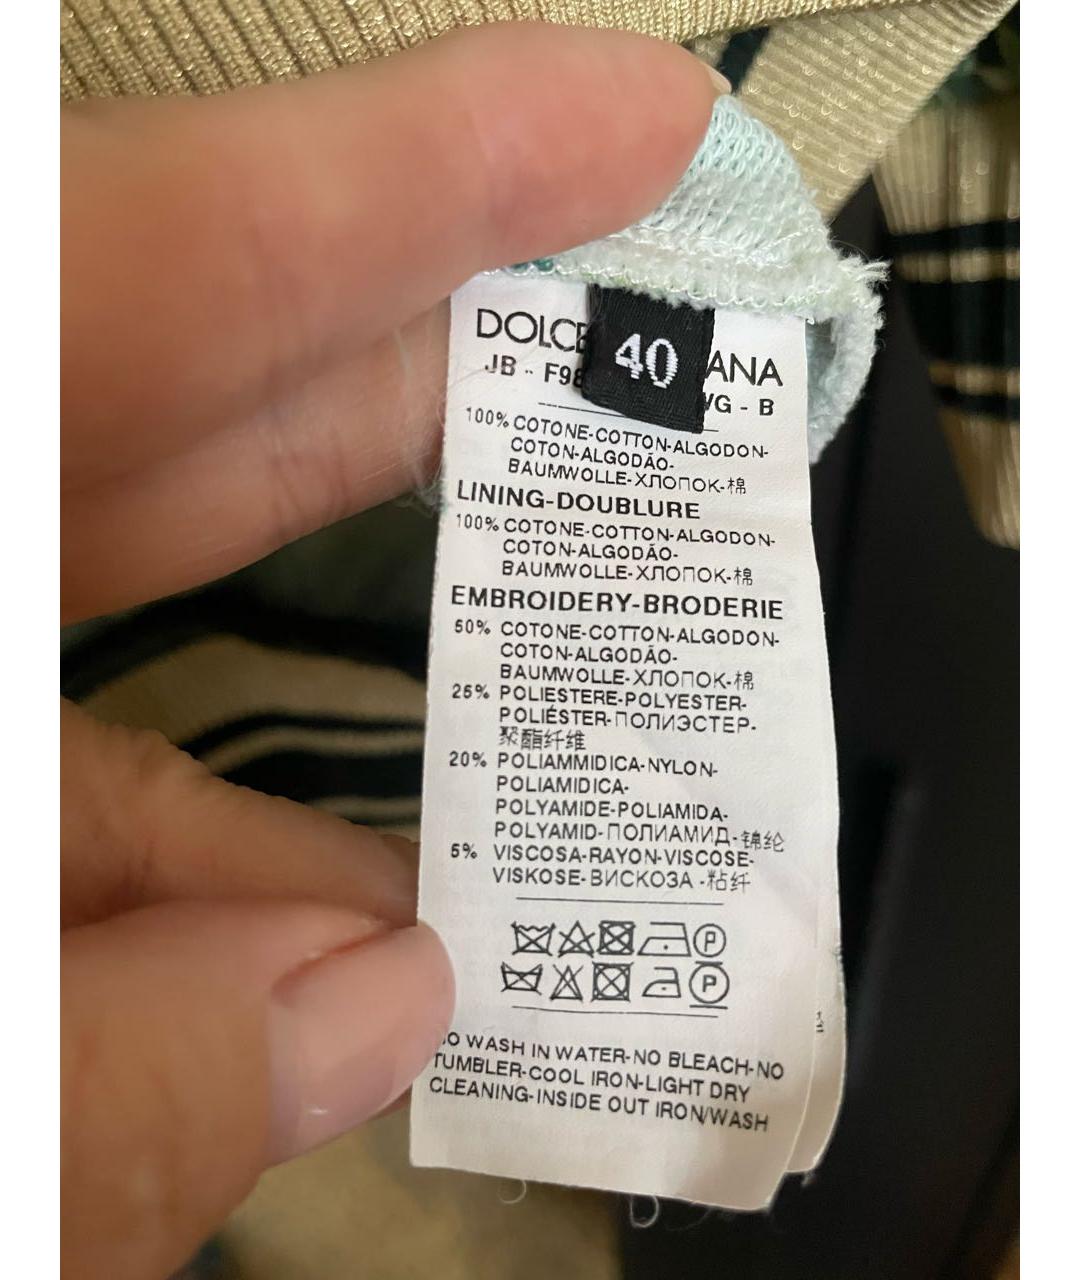 40
JB - F98
VG - B
100% COTONE-COTTON-ALGODON-
COTON-ALGODÃO-
BAUMWOLLE-ХЛОПОК-棉
LINING-DOUBLURE
100% COTONE-COTTON-ALGODON-
COTON-ALGODÃO-
BAUMWOLLE-ХЛОПОК-棉
EMBROIDERY-BRODERIE
50% COTONE-COTTON-ALGODON-
COTON-ALGODÃO-
BAUMWOLLE-ХЛОПОК-棉
25% POLIESTERE-POLYESTER-
POLIÉSTER-ПОЛИЭСТЕР-
聚酯纤维
20% POLIAMMIDICA-NYLON-
POLIAMIDICA-
POLYAMIDE-POLIAMIDA-
POLYAMID-ПОЛИАМИД-锦纶
5% VISCOSA-RAYON-VISCOSE-
VISKOSE-ВИСКОЗА -粘纤
P
P
WASH IN WATER-NO BLEACH-NO
TUMBLER-COOL IRON-LIGHT DRY
CLEANING-INSIDE OUT IRON/WASH